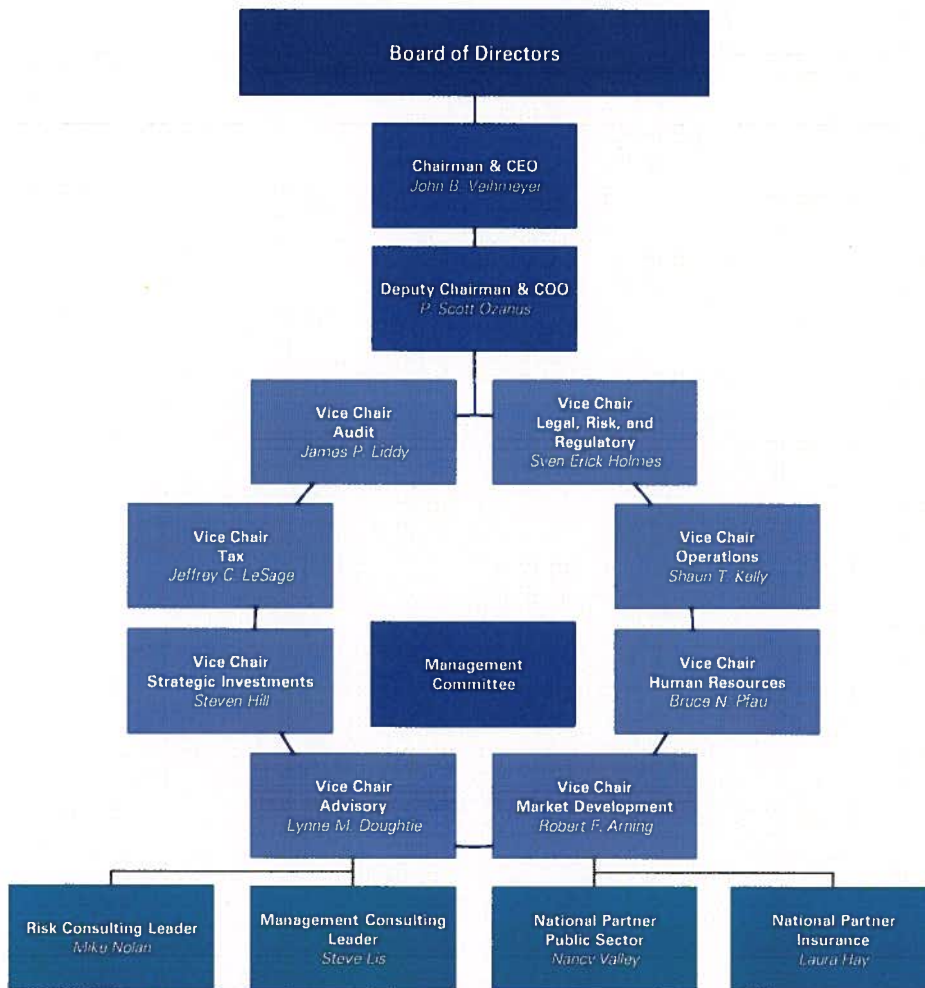 Board of Directors
Chairman & CEO
John B. Veihmeyer
Deputy Chairman & COO
P. Scott Ozanus
Vice Chair
Audit
James P. Liddy
Vice Chair
Legal, Risk, and
Regulatory
Sven Erick Holmes
Vice Chair
Tax
Jeffrey C. LeSage
Vice Chair
Operations
Shaun T. Kelly
Vice Chair
Strategic Investments
Steven Hill
Management
Committee
Vice Chair
Human Resources
Bruce N. Pfau
Vice Chair
Advisory
Lynne M. Doughtie
Vice Chair
Market Development
Robert F. Arning
Risk Consulting Leader
Mike Nolan
Management Consulting
Leader
Steve Lis
National Partner
Public Sector
Nancy Valley
National Partner
Insurance
Laura Hay